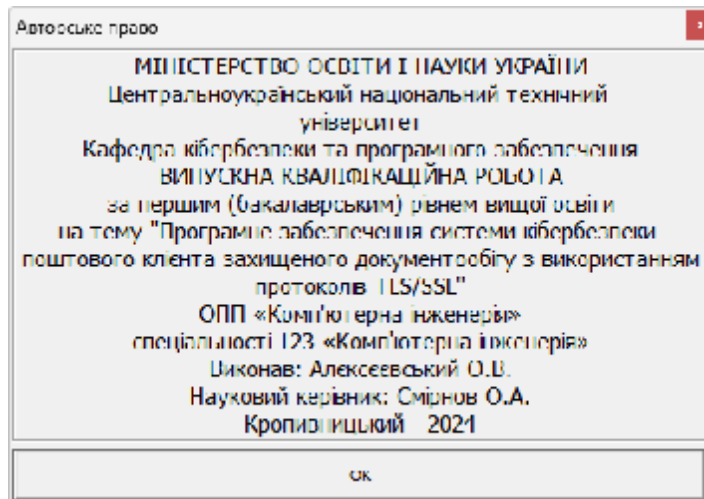 Авторське право
МІНІСТЕРСТВО ОСВІТИ І НАУКИ УКРАЇНИ
Центральноукраїнський національний технічний
університет
Кафедра кібербезпеки та програмного забезпечення
ВИПУСКНА КВАЛІФІКАЦІЙНА РОБОТА
за першим (бакалаврським) рівнем вищої освіти
на тему "Програмне забезпечення системи кібербезпеки
поштового клієнта захищеного документообігу з використанням
протоколів TLS/SSL"
ОПП «Комп'ютерна інженерія»
спеціальності 123 «Комп'ютерна інженерія»
Виконав: Алєксєєвський О.В.
Науковий керівник: Смірнов О.А.
Кропивницький 2024
ОК